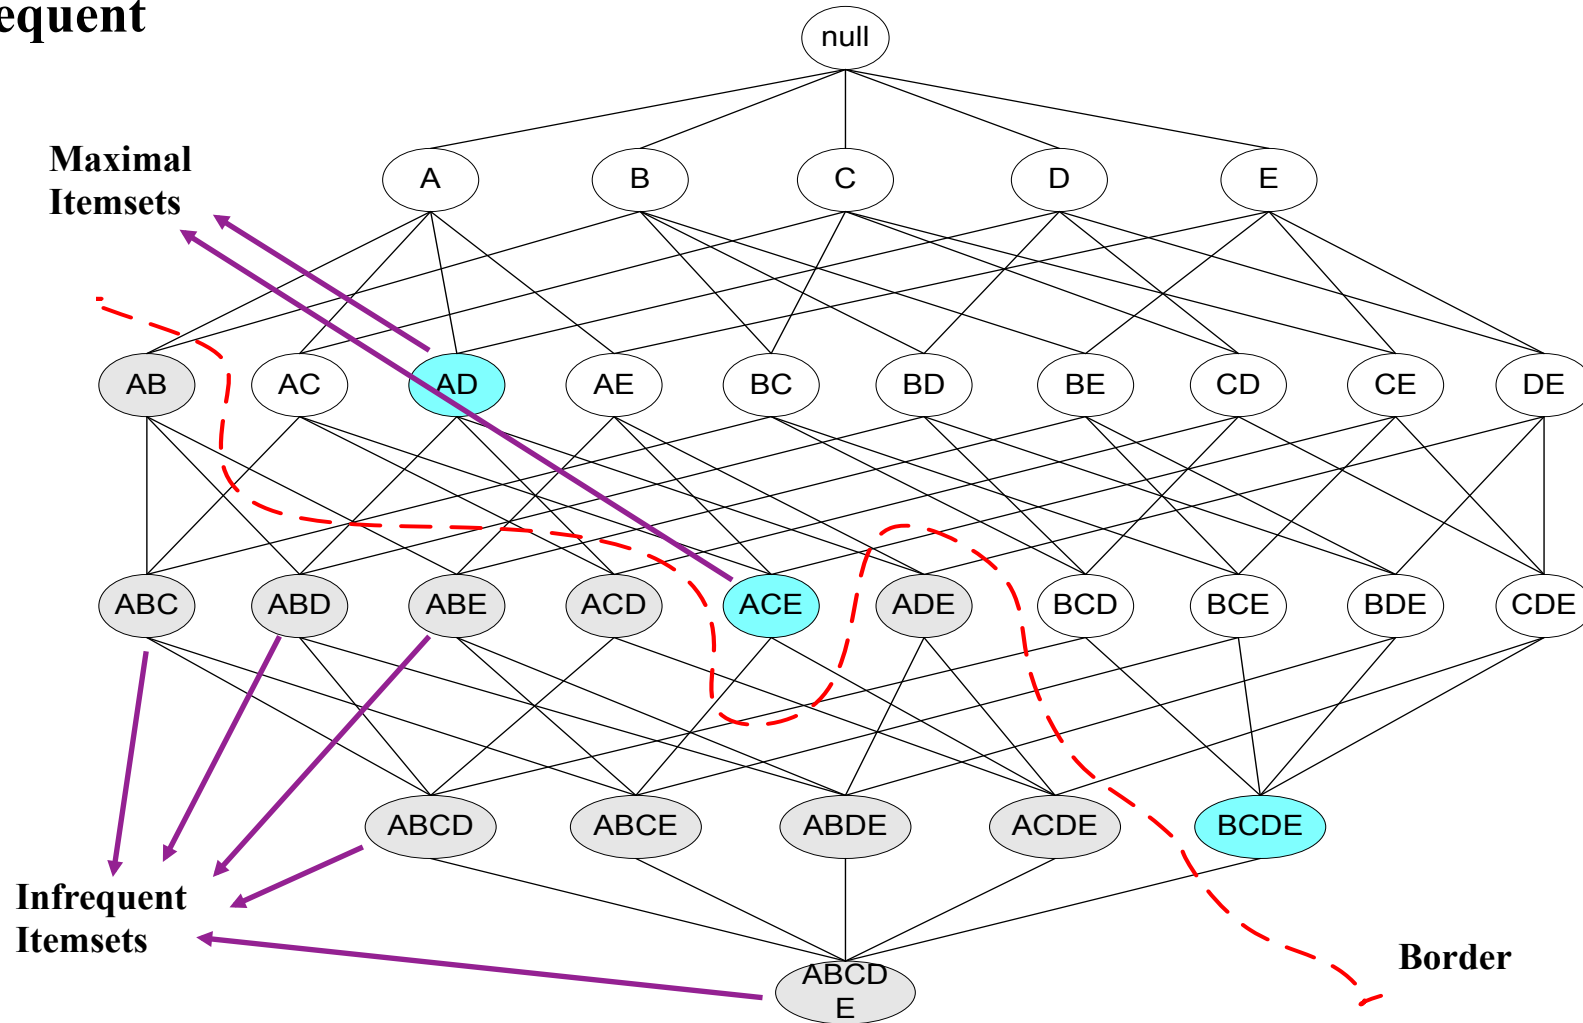 equent
null
Maximal
Itemsets
A B C D E
AB AC AD AE BC BD BE CD CE DE
ABC ABD ABE ACD ACE ADE BCD BCE BDE CDE
ABCD ABCE ABDE ACDE BCDE
Infrequent
Itemsets
Border
ABCD
E